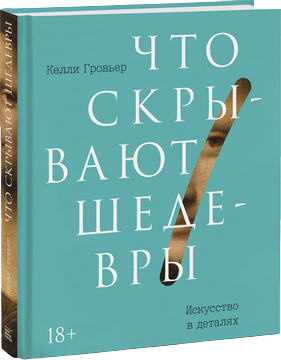 Келли Гровьер
ЧТО
СКРЫ-
ВАЮТ
ШЕДЕ-
ВРЫ
Искусство
в деталях
18+
ЧТО СКРЫВАЮТ ШЕДЕВРЫ